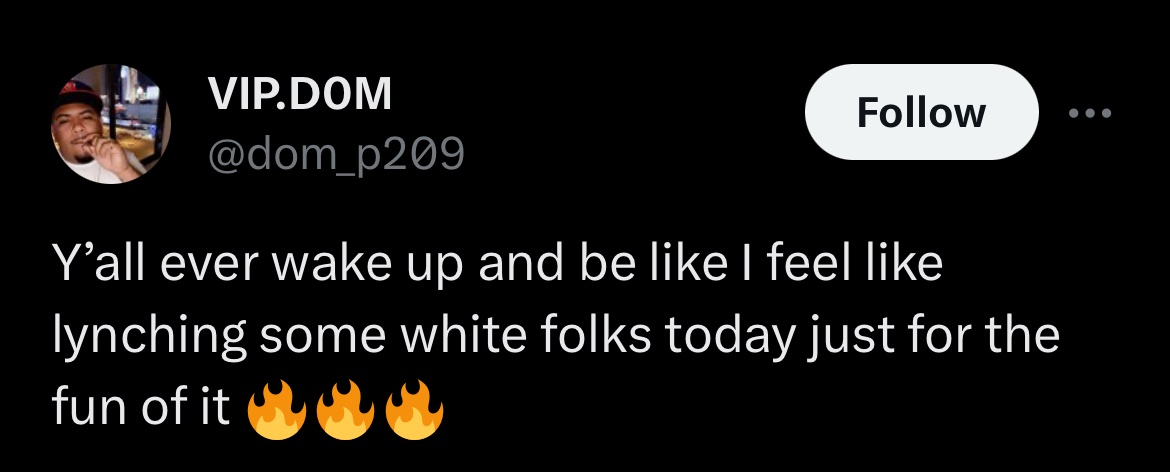 VIP.D0M
@dom_p209
Follow
Y’all ever wake up and be like I feel like
lynching some white folks today just for the
fun of it 🔥🔥🔥